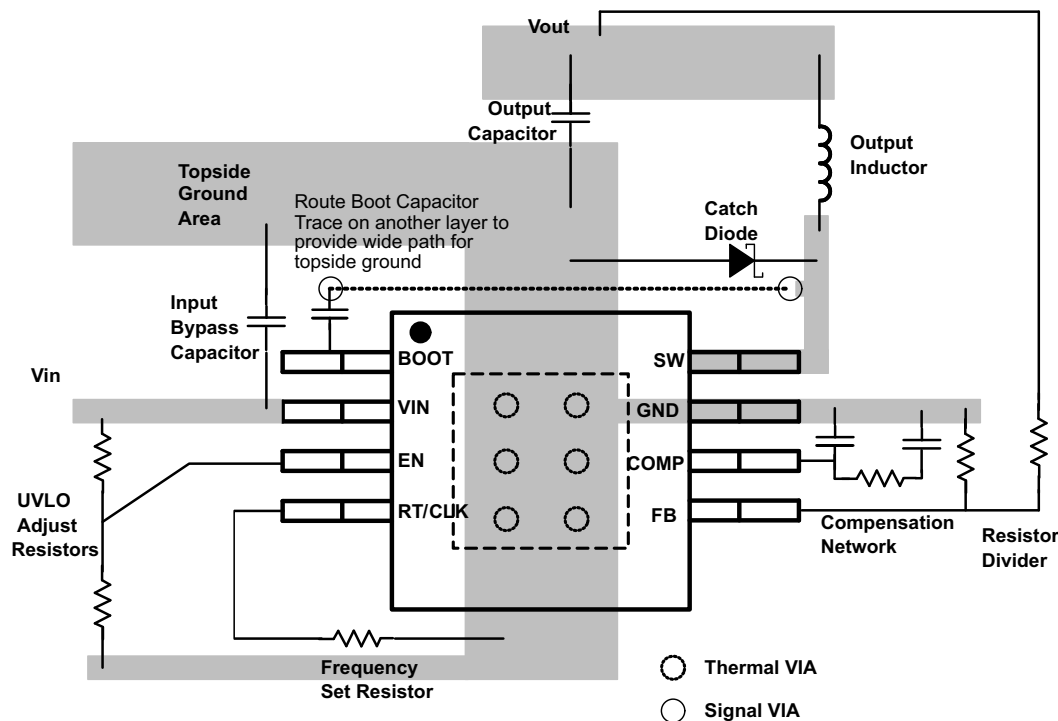 Vout
Output
Capacitor
Output
Inductor
Topside
Ground
Area
Route Boot Capacitor
Trace on another layer to
provide wide path for
topside ground
Catch
Diode
Input
Bypass
Capacitor
Vin
BOOT
VIN
EN
RT/CLK
SW
GND
COMP
FB
UVLO
Adjust
Resistors
Compensation
Network
Resistor
Divider
Frequency
Set Resistor
Thermal VIA
Signal VIA